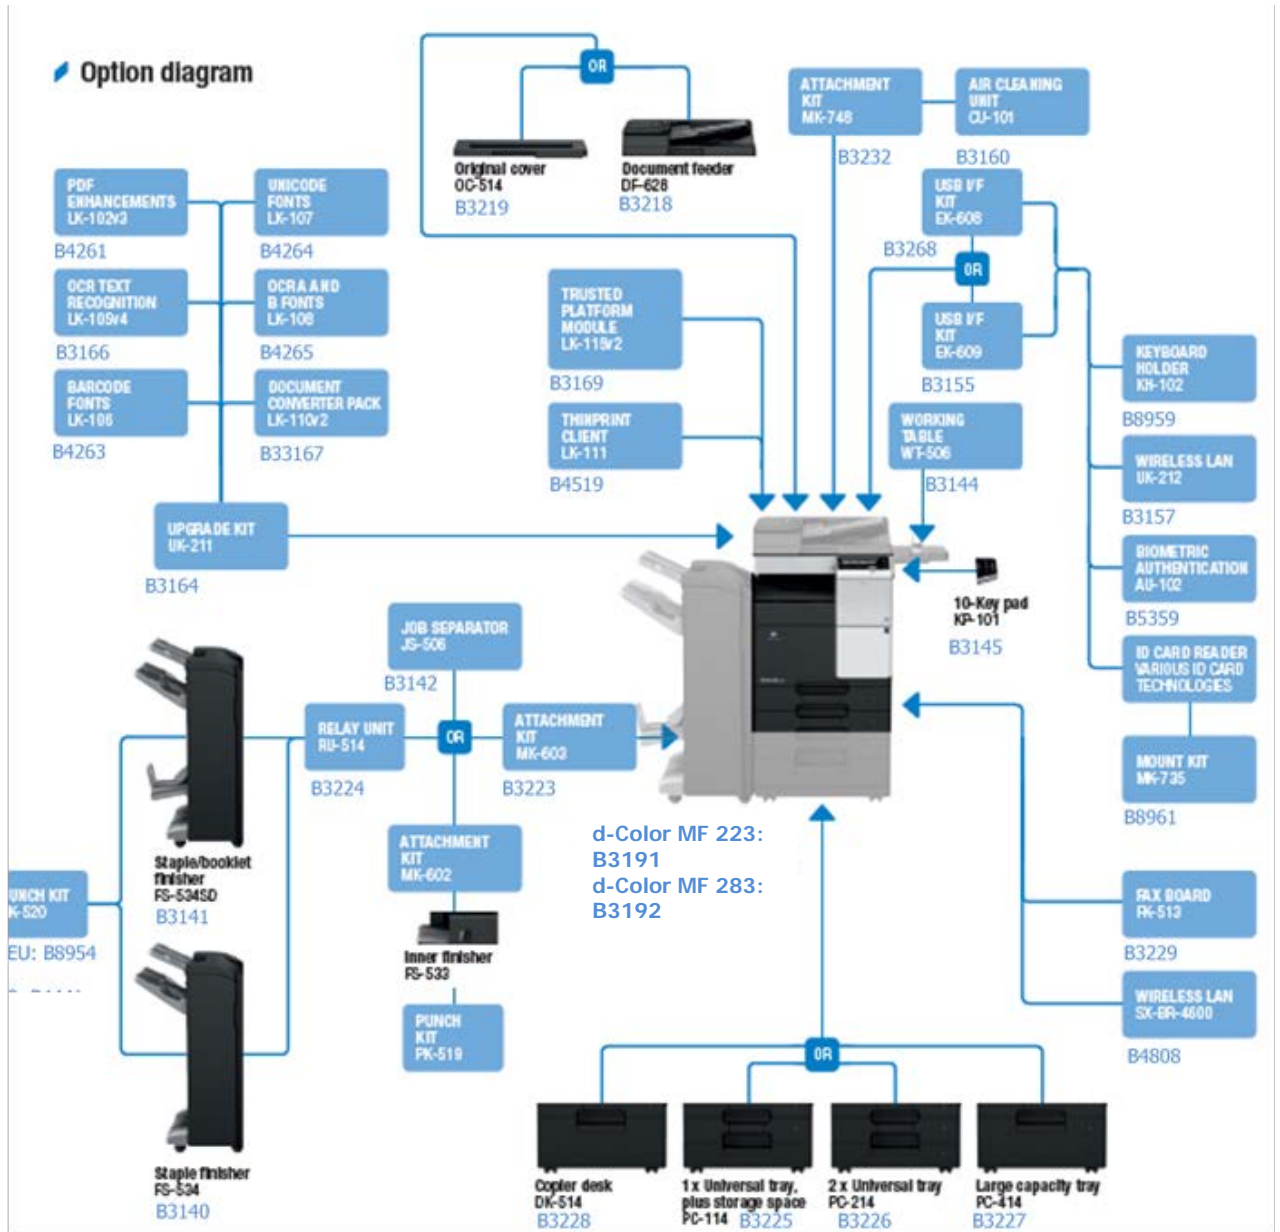 Option diagram
OR
Original cover
OC-514
B3219
Document feeder
DF-628
B3218
ATTACHMENT
KIT
MK-748
B3232
AIR CLEANING
UNIT
CU-101
B3160
PDF
ENHANCEMENTS
LK-102v3
B4261
UNICODE
FONTS
LK-107
B4264
OCR TEXT
RECOGNITION
LK-105v4
B3166
OCR A AND
B FONTS
LK-108
B4265
BARCODE
FONTS
LK-106
B4263
DOCUMENT
CONVERTER PACK
LK-110v2
B33167
UPGRADE KIT
UK-211
B3164
TRUSTED
PLATFORM
MODULE
LK-115v2
B3169
THINPRINT
CLIENT
LK-111
B4519
USB I/F
KIT
EK-608
B3268
OR
USB I/F
KIT
EK-609
B3155
WORKING
TABLE
WT-506
B3144
KEYBOARD
HOLDER
KH-102
B8959
WIRELESS LAN
UK-212
B3157
BIOMETRIC
AUTHENTICATION
AU-102
B5359
ID CARD READER
VARIOUS ID CARD
TECHNOLOGIES
MOUNT KIT
MK-735
B8961
10-Key pad
KP-101
B3145
JOB SEPARATOR
JS-506
B3142
RELAY UNIT
RU-514
B3224
OR
ATTACHMENT
KIT
MK-603
B3223
ATTACHMENT
KIT
MK-602
Inner finisher
FS-533
PUNCH
KIT
PK-519
Staple/booklet
finisher
FS-534SD
B3141
UNCH KIT
K-520
EU: B8954
Staple finisher
FS-534
B3140
d-Color MF 223:
B3191
d-Color MF 283:
B3192
FAX BOARD
FK-513
B3229
WIRELESS LAN
SX-BR-4600
B4808
OR
Copier desk
DK-514
B3228
1 x Universal tray,
plus storage space
PC-114 B3225
2 x Universal tray
PC-214
B3226
Large capacity tray
PC-414
B3227